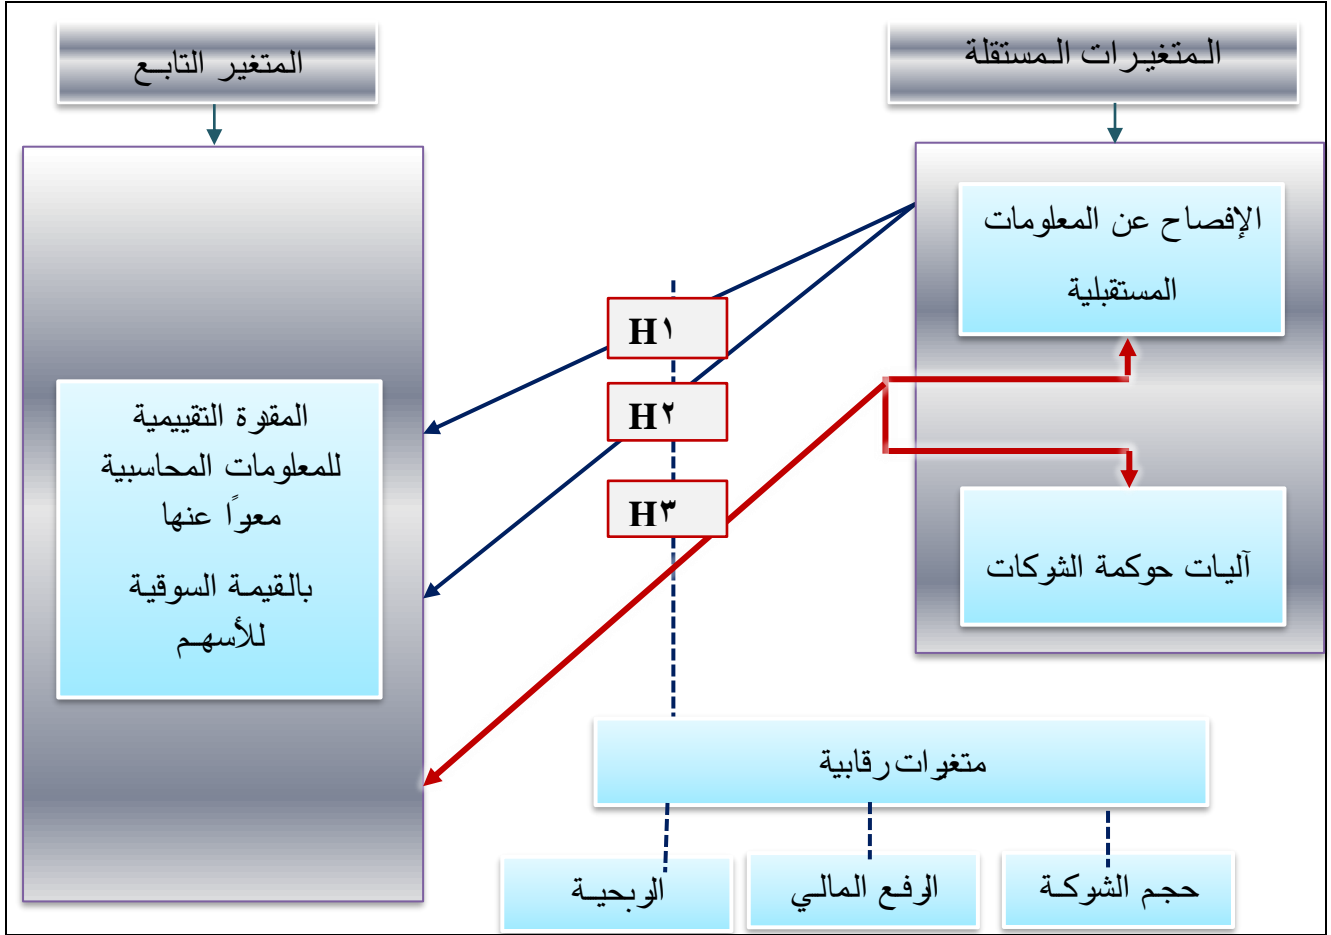 المتغيرات المستقلة
المتغير التابع
الإفصاح عن المعلومات
المستقبلية
آليات حوكمة الشركات
H١
H٢
H٣
المقدرة التقييمية
للمعلومات المحاسبية
معبرًا عنها
بالقيمة السوقية
للأسهم
متغيرات رقابية
حجم الشركة
الرفع المالي
الربحية